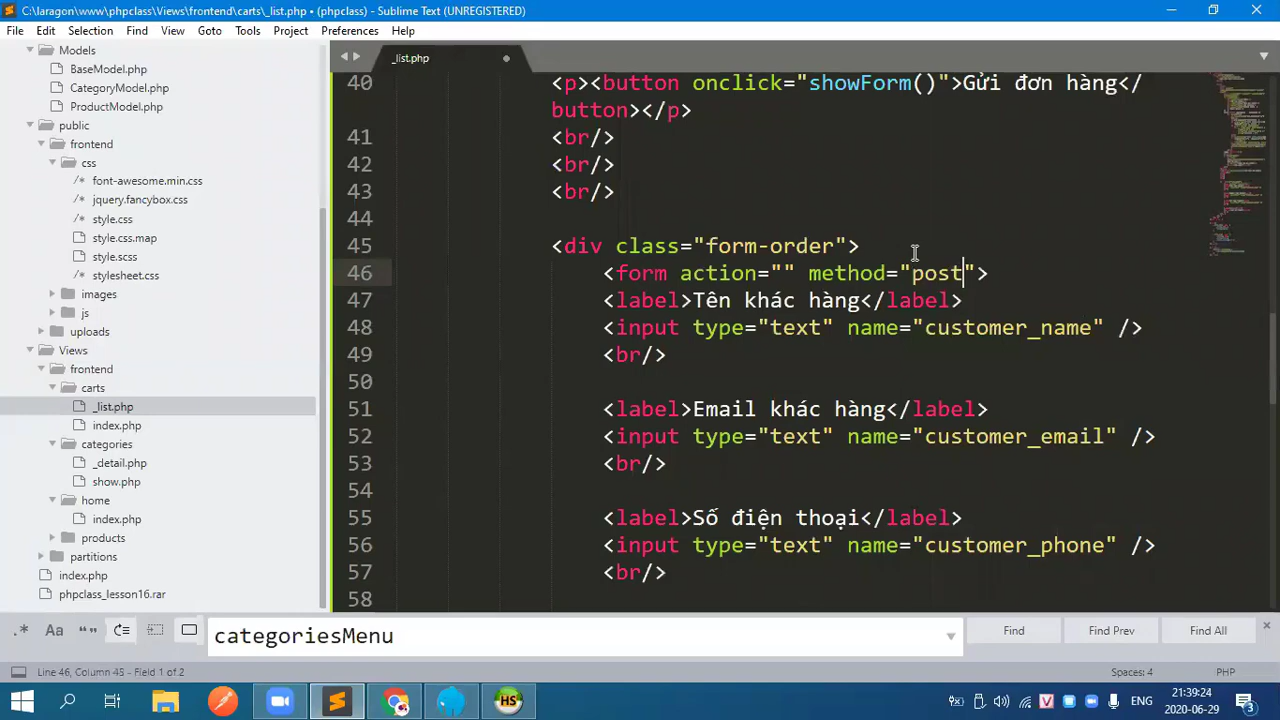 C:\laragon\www\phpclass\Views\frontend\carts\_list.php • (phpclass) - Sublime Text (UNREGISTERED)
File Edit Selection Find View Goto Tools Project Preferences Help
Models
BaseModel.php
CategoryModel.php
ProductModel.php
public
frontend
css
/* font-awesome.min.css
/* jquery.fancybox.css
/* style.css
style.css.map
/* style.scss
/* stylesheet.css
images
js
uploads
Views
frontend
carts
_list.php
index.php
categories
_detail.php
show.php
home
index.php
products
partitions
index.php
phpclass_lesson16.rar
_list.php
40 <p><button onclick="showForm()">Gửi đơn hàng</
button></p>
41 <br/>
42 <br/>
43 <br/>
44
45 <div class="form-order">
46 <form action="" method="post">
47 <label>Tên khác hàng</label>
48 <input type="text" name="customer_name" />
49 <br/>
50
51 <label>Email khác hàng</label>
52 <input type="text" name="customer_email" />
53 <br/>
54
55 <label>Số điện thoại</label>
56 <input type="text" name="customer_phone" />
57 <br/>
58
.* Aa “” categoriesMenu Find Find Prev Find All
Line 46, Column 45 - Field 1 of 2 Spaces: 4 PHP
HS V ENG 21:39:24 2020-06-29 3